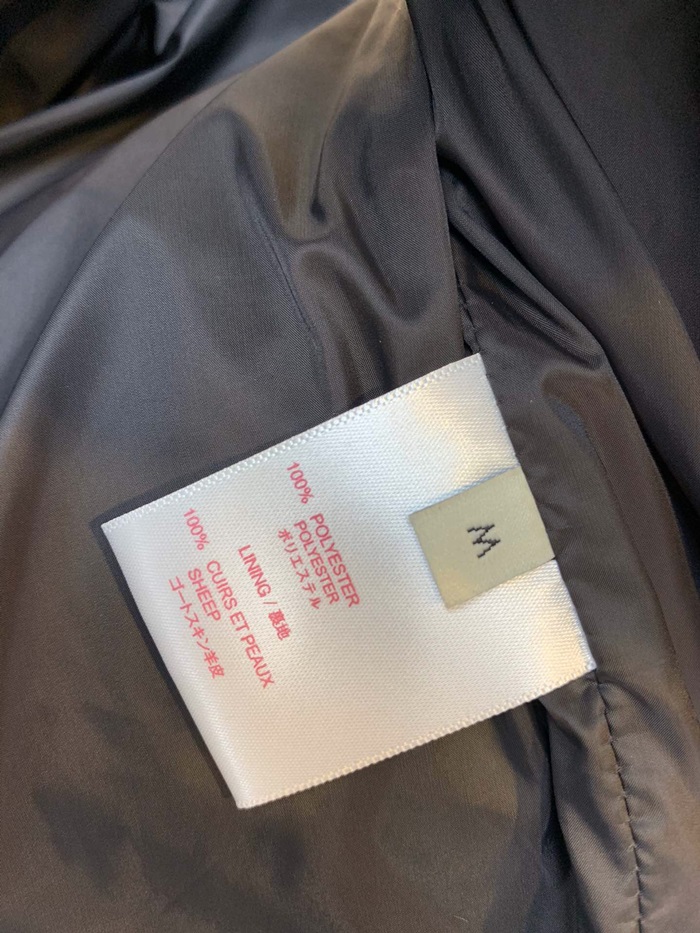 M
100% POLYESTER
POLYESTER
ポリエステル
LINING / 裏地
100% CUIRS ET PEAUX
SHEEP
ゴートスキン羊皮